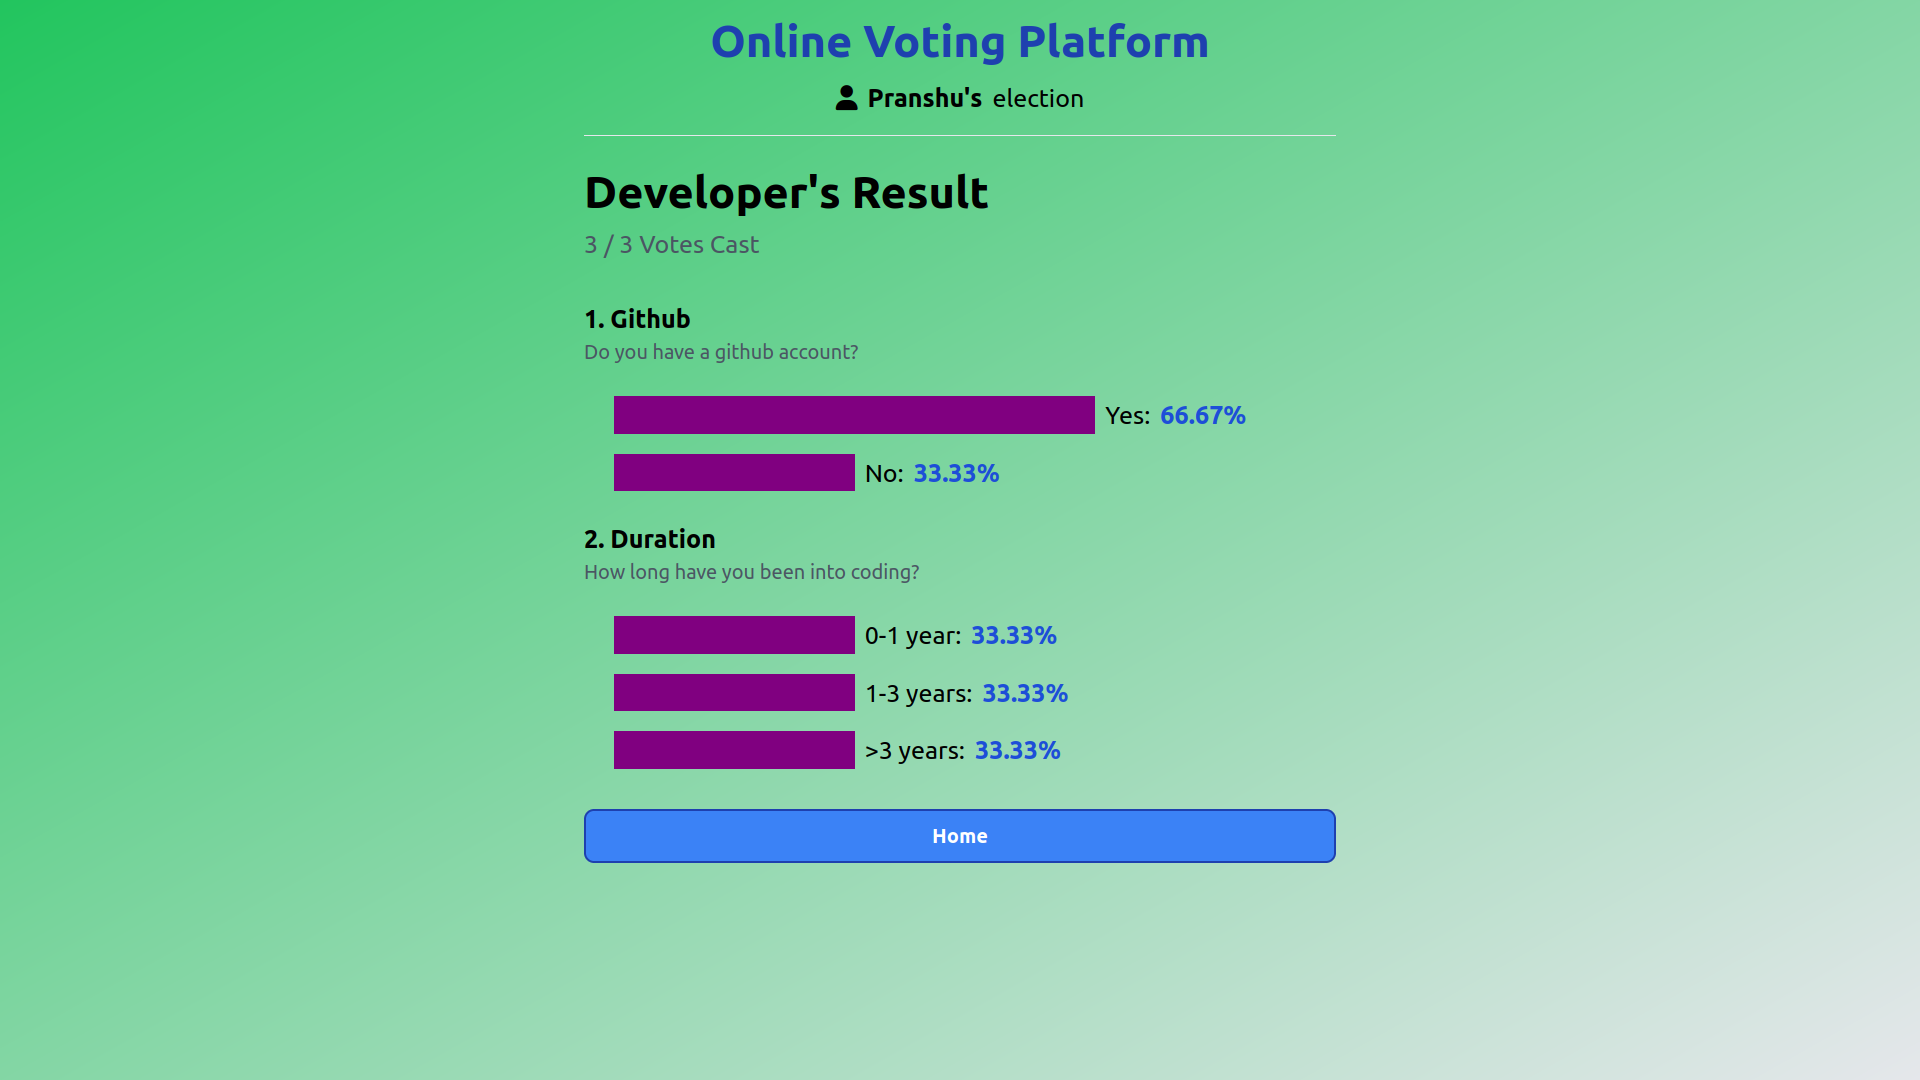 Online Voting Platform
Pranshu's election
Developer's Result
3 / 3 Votes Cast
1. Github
Do you have a github account?
Yes: 66.67%
No: 33.33%
2. Duration
How long have you been into coding?
0-1 year: 33.33%
1-3 years: 33.33%
>3 years: 33.33%
Home